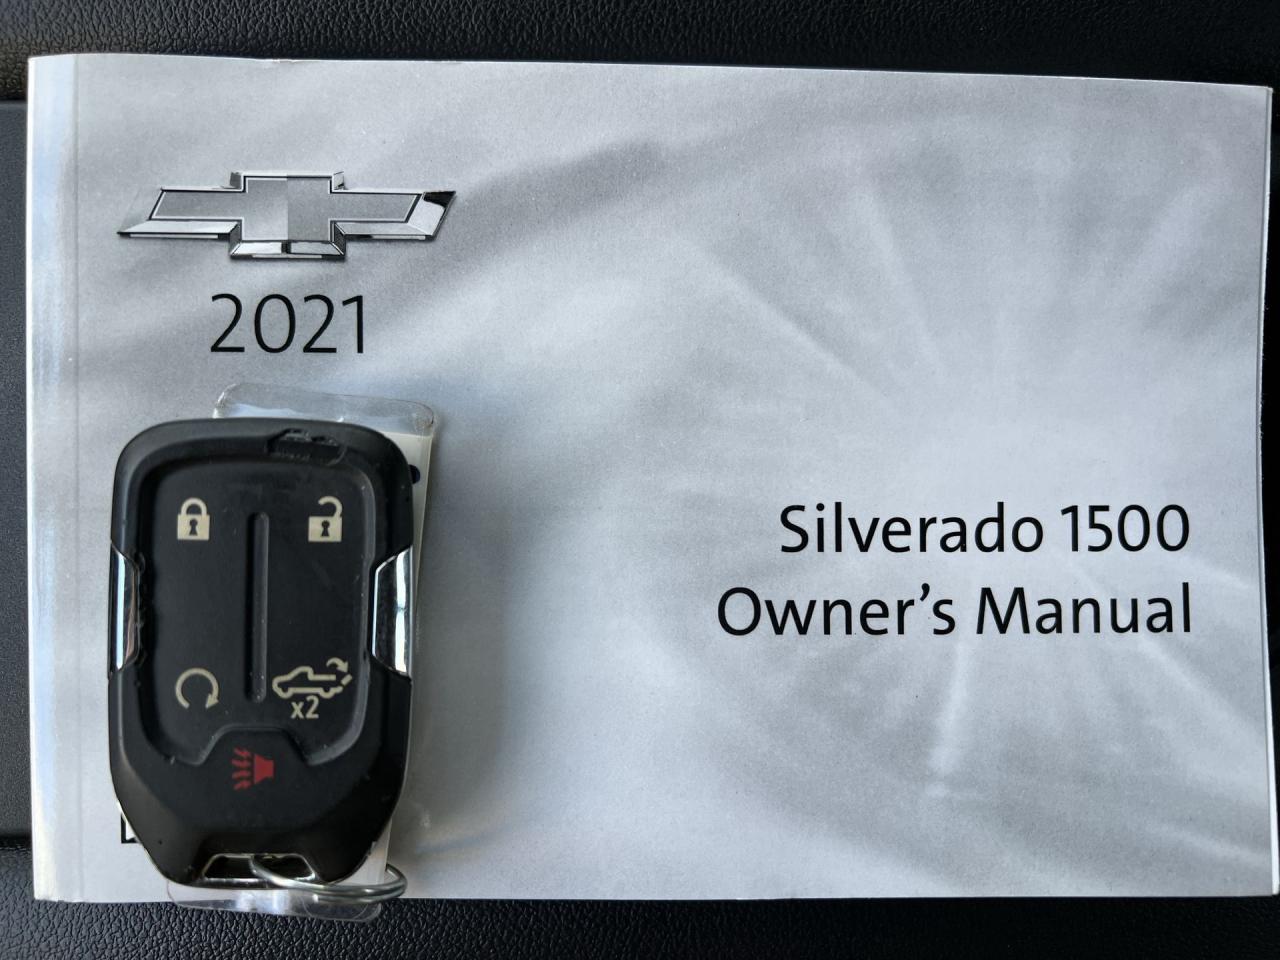 2021
Silverado 1500
Owner's Manual
x2